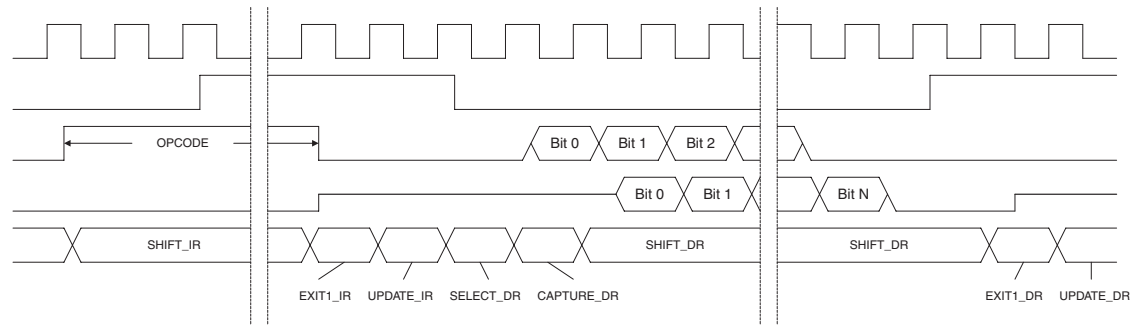 OPCODE
Bit 0 Bit 1 Bit 2
Bit 0 Bit 1 Bit N
SHIFT_IR SHIFT_DR SHIFT_DR
EXIT1_IR UPDATE_IR SELECT_DR CAPTURE_DR EXIT1_DR UPDATE_DR